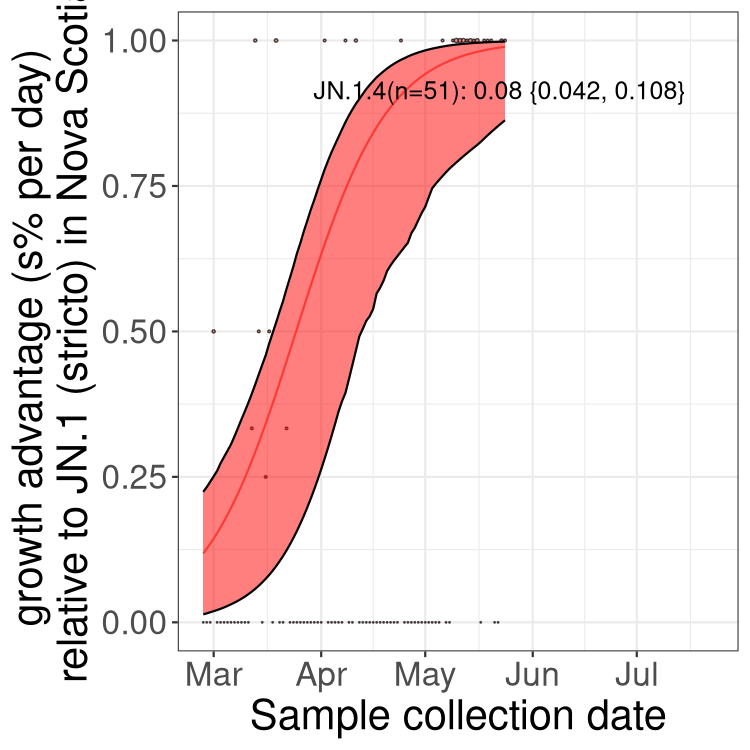 growth advantage (s% per day)
relative to JN.1 (stricto) in Nova Scotia
1.00
0.75
0.50
0.25
0.00
JN.1.4(n=51): 0.08 {0.042, 0.108}
Mar Apr May Jun Jul
Sample collection date